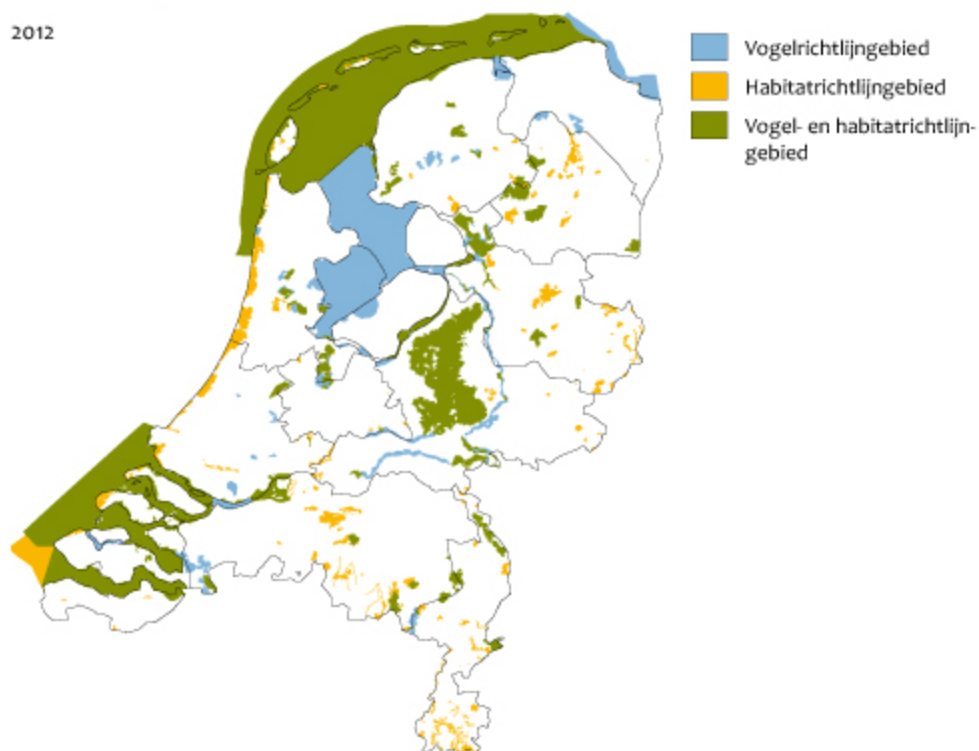 2012
Vogelrichtlijngebied
Habitatrichtlijngebied
Vogel- en habitatrichtlijn-
gebied